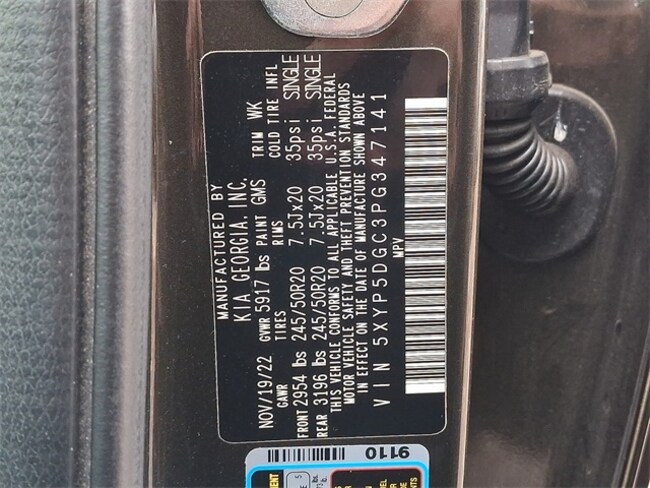 MANUFACTURED BY
KIA GEORGIA, INC.
NOV/19/22 GVWR 5917 lbs PAINT GMS TRIM WK
GAWR TIRES RIMS COLD TIRE INFL
FRONT 2954 lbs 245/50R20 7.5Jx20 35psi SINGLE
REAR 3196 lbs 245/50R20 7.5Jx20 35psi SINGLE
THIS VEHICLE CONFORMS TO ALL APPLICABLE U.S.A. FEDERAL
MOTOR VEHICLE SAFETY AND THEFT PREVENTION STANDARDS
IN EFFECT ON THE DATE OF MANUFACTURE SHOWN ABOVE
VIN 5XYP5DGC3PG347141
MPV
9110